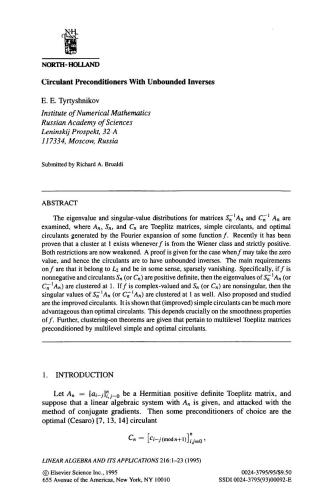 NORTH-HOLLAND
Circulant Preconditioners With Unbounded Inverses
E. E. Tyrtyshnikov
Institute of Numerical Mathematics
Russian Academy of Sciences
Leninskij Prospekt, 32 A
117334, Moscow, Russia
Submitted by Richard A. Brualdi
ABSTRACT
The eigenvalue and singular-value distributions for matrices S_n^{-1}A_n and C_n^{-1} A_n are
examined, where A_n, S_n, and C_n are Toeplitz matrices, simple circulants, and optimal
circulants generated by the Fourier expansion of some function f. Recently it has been
proven that a cluster at 1 exists whenever f is from the Wiener class and strictly positive.
Both restrictions are now weakened. A proof is given for the case when f may take the zero
value, and hence the circulants are to have unbounded inverses. The main requirements
on f are that it belong to L_2 and be in some sense, sparsely vanishing. Specifically, if f is
nonnegative and circulants S_n (or C_n) are positive definite, then the eigenvalues of S_n^{-1}A_n (or
C_n^{-1}A_n) are clustered at 1. If f is complex-valued and S_n (or C_n) are nonsingular, then the
singular values of S_n^{-1}A_n (or C_n^{-1}A_n) are clustered at 1 as well. Also proposed and studied
are the improved circulants. It is shown that (improved) simple circulants can be much more
advantageous than optimal circulants. This depends crucially on the smoothness properties
of f. Further, clustering-on theorems are given that pertain to multilevel Toeplitz matrices
preconditioned by multilevel simple and optimal circulants.
1. INTRODUCTION
Let A_n = [a_{i-j}]_{i,j=0}^n be a Hermitian positive definite Toeplitz matrix, and
suppose that a linear algebraic system with A_n is given, and attacked with the
method of conjugate gradients. Then some preconditioners of choice are the
optimal (Cesaro) [7, 13, 14] circulant
C_n = [c_{i-j (mod n+1)}]_{i,j=0}^n,
LINEAR ALGEBRA AND ITS APPLICATIONS 216:1–23 (1995)
© Elsevier Science Inc., 1995 0024-3795/95/$9.50
655 Avenue of the Americas, New York, NY 10010 SSDI 0024-3795(93)00092-E